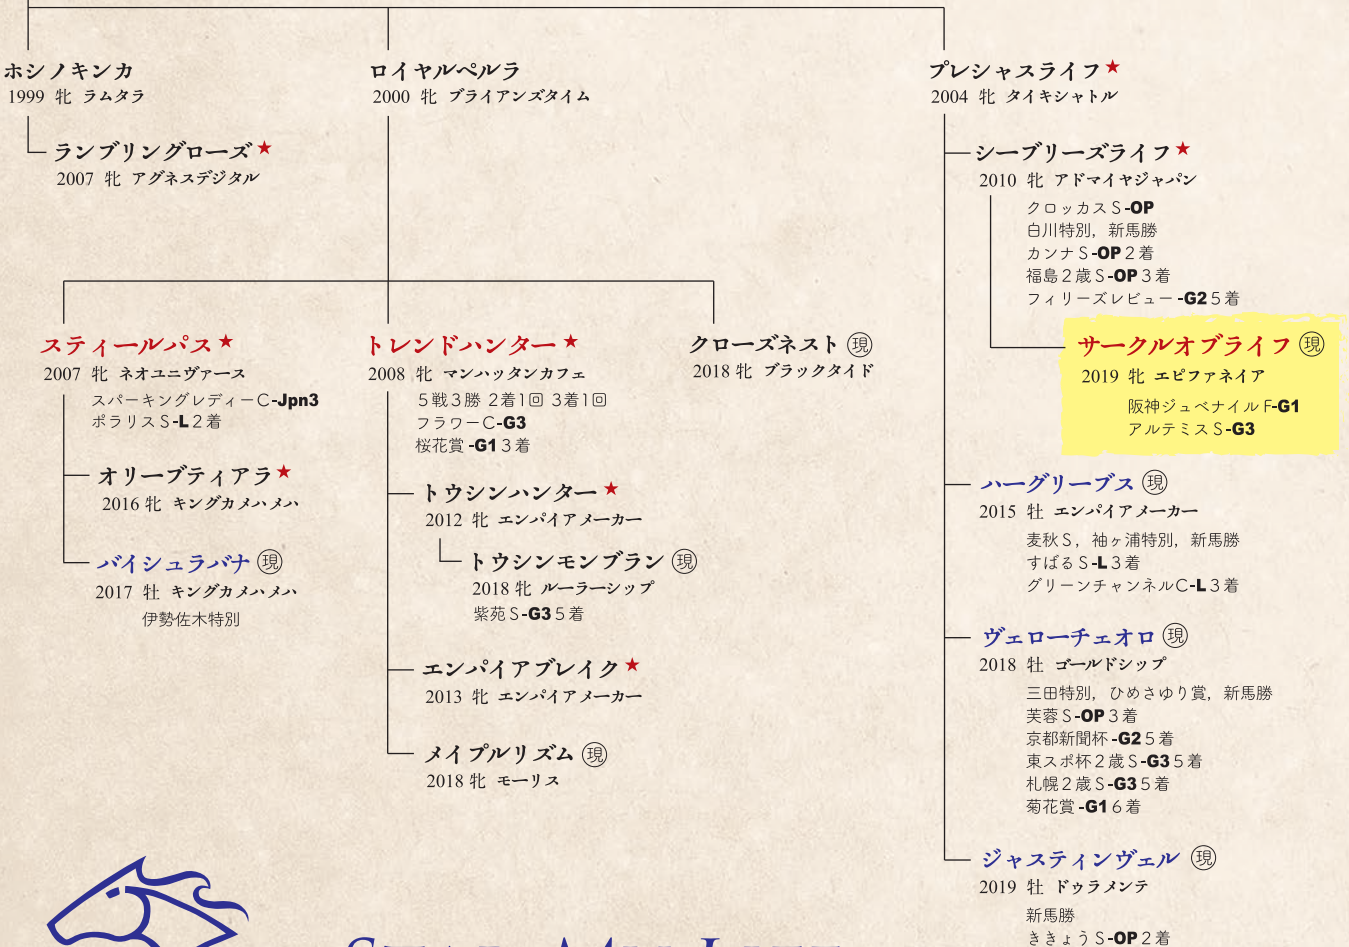 ホシノキンカ
1999 牝 ラムタラ
ランブリングローズ★
2007 牝 アグネスデジタル
ロイヤルペルラ
2000 牝 ブライアンズタイム
スティールパス★
2007 牝 ネオユニヴァース
スパーキングレディーC-Jpn3
ポラリスS-L2着
オリーブティアラ★
2016 牝 キングカメハメハ
バイシュラバナ 現
2017 牡 キングカメハメハ
伊勢佐木特別
トレンドハンター★
2008 牝 マンハッタンカフェ
5戦3勝 2着1回 3着1回
フラワーC-G3
桜花賞-G13着
トウシンハンター★
2012 牝 エンパイアメーカー
トウシンモンブラン 現
2018 牝 ルーラーシップ
紫苑S-G35着
エンパイアブレイク★
2013 牝 エンパイアメーカー
メイプルリズム 現
2018 牝 モーリス
クローズネスト 現
2018 牝 ブラックタイド
プレシャスライフ★
2004 牝 タイキシャトル
シーブリーズライフ★
2010 牝 アドマイヤジャパン
クロッカスS-OP
白川特別，新馬勝
カンナS-OP2着
福島2歳S-OP3着
フィリーズレビュー-G25着
サークルオブライフ 現
2019 牝 エピファネイア
阪神ジュベナイルF-G1
アルテミスS-G3
ハーグリーブス 現
2015 牡 エンパイアメーカー
麦秋S，袖ヶ浦特別，新馬勝
すばるS-L3着
グリーンチャンネルC-L3着
ヴェローチェオロ 現
2018 牡 ゴールドシップ
三田特別，ひめさゆり賞，新馬勝
芙蓉S-OP3着
京都新聞杯-G25着
東スポ杯2歳S-G35着
札幌2歳S-G35着
菊花賞-G16着
ジャスティンヴェル 現
2019 牡 ドゥラメンテ
新馬勝
ききょうS-OP2着